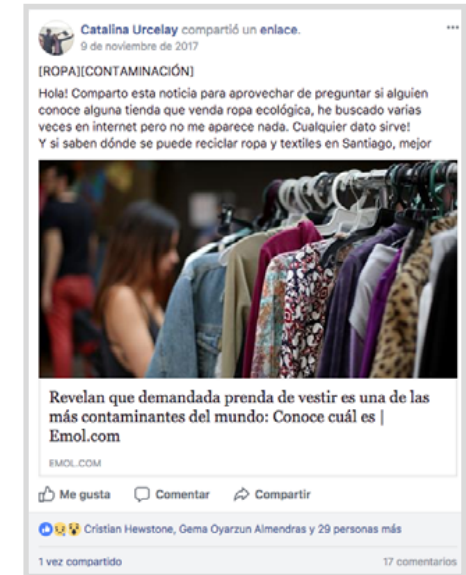 Catalina Urcelay compartió un enlace.
9 de noviembre de 2017
[ROPA][CONTAMINACIÓN]
Hola! Comparto esta noticia para aprovechar de preguntar si alguien
conoce alguna tienda que venda ropa ecológica, he buscado varias
veces en internet pero no me aparece nada. Cualquier dato sirve!
Y si saben dónde se puede reciclar ropa y textiles en Santiago, mejor
Revelan que demandada prenda de vestir es una de las
más contaminantes del mundo: Conoce cuál es |
Emol.com
EMOL.COM
Me gusta Comentar Compartir
Cristian Hewstone, Gema Oyarzun Almendras y 29 personas más
1 vez compartido 17 comentarios